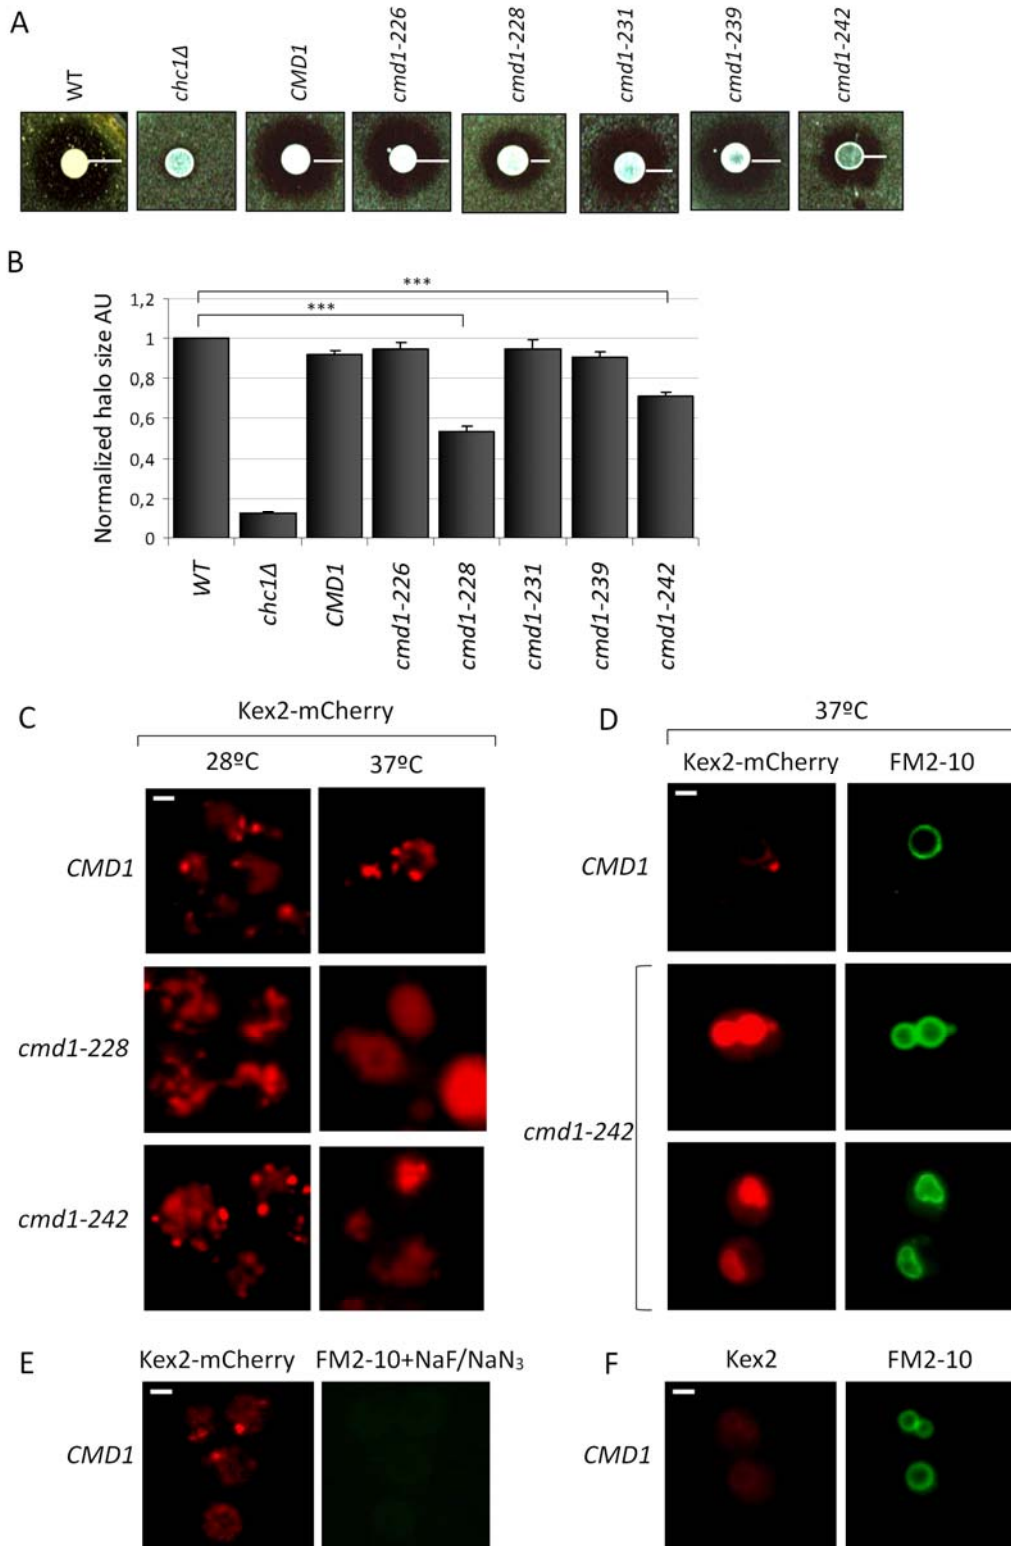 A
WT
chc1Δ
CMD1
cmd1-226
cmd1-228
cmd1-231
cmd1-239
cmd1-242
B
Normalized halo size AU
1,2
1
0,8
0,6
0,4
0,2
0
***
***
WT
chc1Δ
CMD1
cmd1-226
cmd1-228
cmd1-231
cmd1-239
cmd1-242
C
Kex2-mCherry
28ºC
37ºC
CMD1
cmd1-228
cmd1-242
D
37ºC
Kex2-mCherry
FM2-10
CMD1
cmd1-242
E
Kex2-mCherry
FM2-10+NaF/NaN₃
CMD1
F
Kex2
FM2-10
CMD1